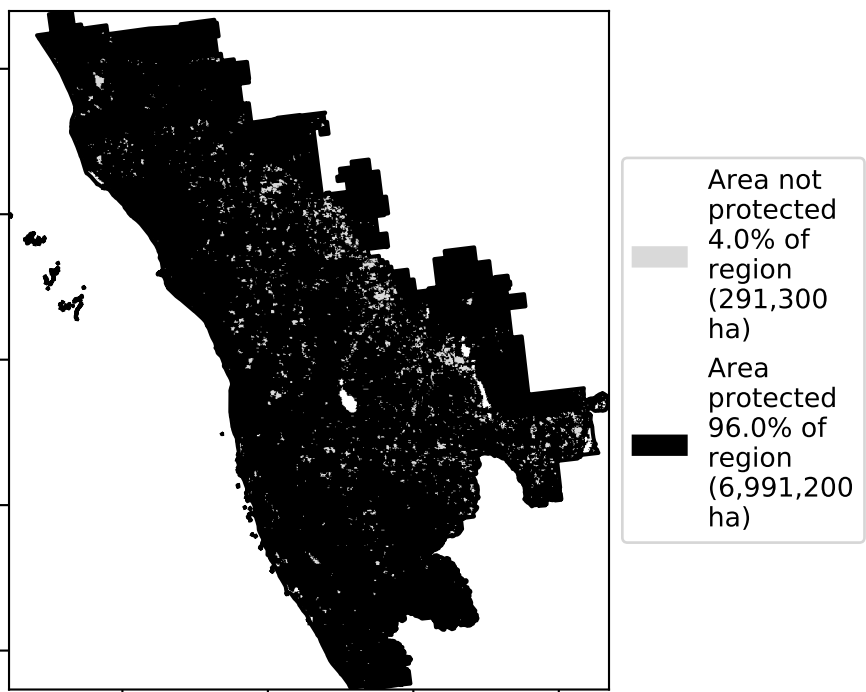 Area not
protected
4.0% of
region
(291,300
ha)
Area
protected
96.0% of
region
(6,991,200
ha)